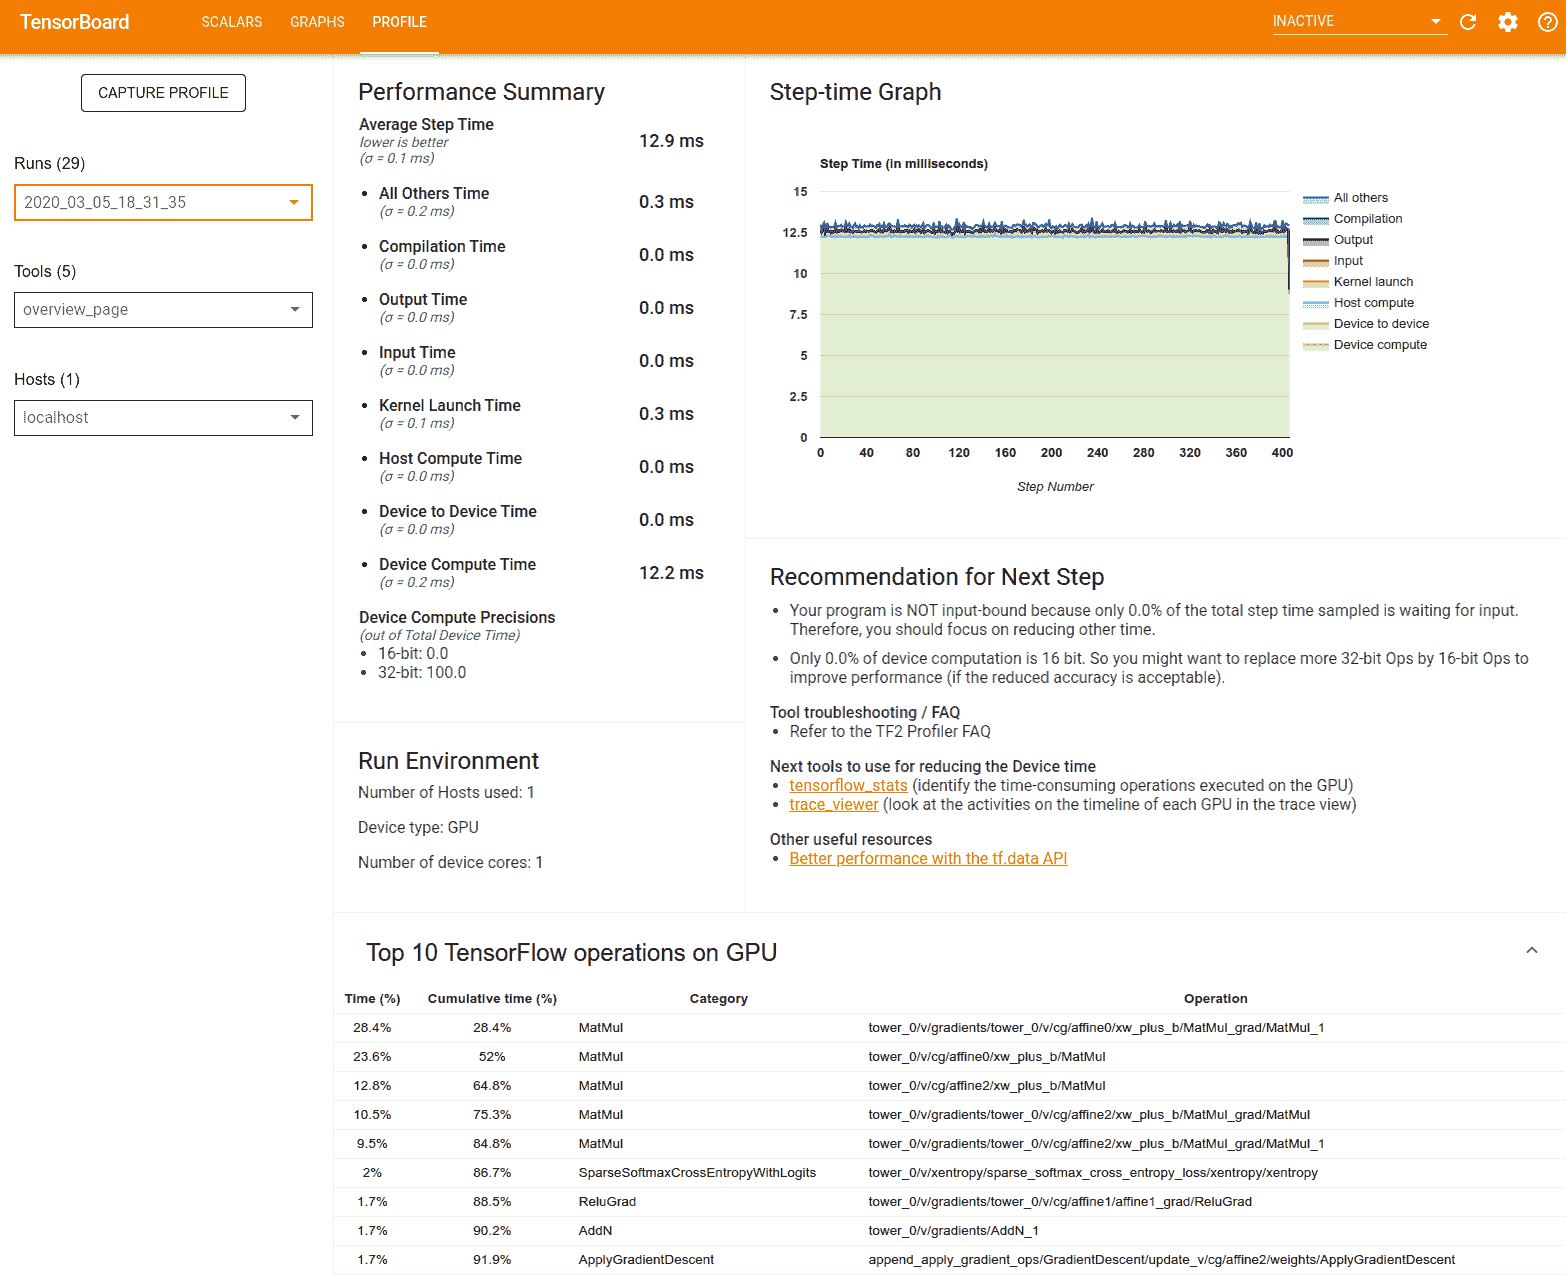 TensorBoard
SCALARS
GRAPHS
PROFILE
INACTIVE
CAPTURE PROFILE
Runs (29)
2020_03_05_18_31_35
Tools (5)
overview_page
Hosts (1)
localhost
Performance Summary
Average Step Time
lower is better
(σ = 0.1 ms)
12.9 ms
All Others Time
(σ = 0.2 ms)
0.3 ms
Compilation Time
(σ = 0.0 ms)
0.0 ms
Output Time
(σ = 0.0 ms)
0.0 ms
Input Time
(σ = 0.0 ms)
0.0 ms
Kernel Launch Time
(σ = 0.1 ms)
0.3 ms
Host Compute Time
(σ = 0.0 ms)
0.0 ms
Device to Device Time
(σ = 0.0 ms)
0.0 ms
Device Compute Time
(σ = 0.2 ms)
12.2 ms
Device Compute Precisions
(out of Total Device Time)
16-bit: 0.0
32-bit: 100.0
Run Environment
Number of Hosts used: 1
Device type: GPU
Number of device cores: 1
Step-time Graph
Step Time (in milliseconds)
15
12.5
10
7.5
5
2.5
0
0 40 80 120 160 200 240 280 320 360 400
Step Number
All others
Compilation
Output
Input
Kernel launch
Host compute
Device to device
Device compute
Recommendation for Next Step
Your program is NOT input-bound because only 0.0% of the total step time sampled is waiting for input.
Therefore, you should focus on reducing other time.
Only 0.0% of device computation is 16 bit. So you might want to replace more 32-bit Ops by 16-bit Ops to
improve performance (if the reduced accuracy is acceptable).
Tool troubleshooting / FAQ
Refer to the TF2 Profiler FAQ
Next tools to use for reducing the Device time
tensorflow_stats (identify the time-consuming operations executed on the GPU)
trace_viewer (look at the activities on the timeline of each GPU in the trace view)
Other useful resources
Better performance with the tf.data API
Top 10 TensorFlow operations on GPU
Time (%) Cumulative time (%) Category Operation
28.4% 28.4% MatMul tower_0/v/gradients/tower_0/v/cg/affine0/xw_plus_b/MatMul_grad/MatMul_1
23.6% 52% MatMul tower_0/v/cg/affine0/xw_plus_b/MatMul
12.8% 64.8% MatMul tower_0/v/cg/affine2/xw_plus_b/MatMul
10.5% 75.3% MatMul tower_0/v/gradients/tower_0/v/cg/affine2/xw_plus_b/MatMul_grad/MatMul
9.5% 84.8% MatMul tower_0/v/gradients/tower_0/v/cg/affine2/xw_plus_b/MatMul_grad/MatMul_1
2% 86.7% SparseSoftmaxCrossEntropyWithLogits tower_0/v/xentropy/sparse_softmax_cross_entropy_loss/xentropy/xentropy
1.7% 88.5% ReluGrad tower_0/v/gradients/tower_0/v/cg/affine1/affine1_grad/ReluGrad
1.7% 90.2% AddN tower_0/v/gradients/AddN_1
1.7% 91.9% ApplyGradientDescent append_apply_gradient_ops/GradientDescent/update_v/cg/affine2/weights/ApplyGradientDescent